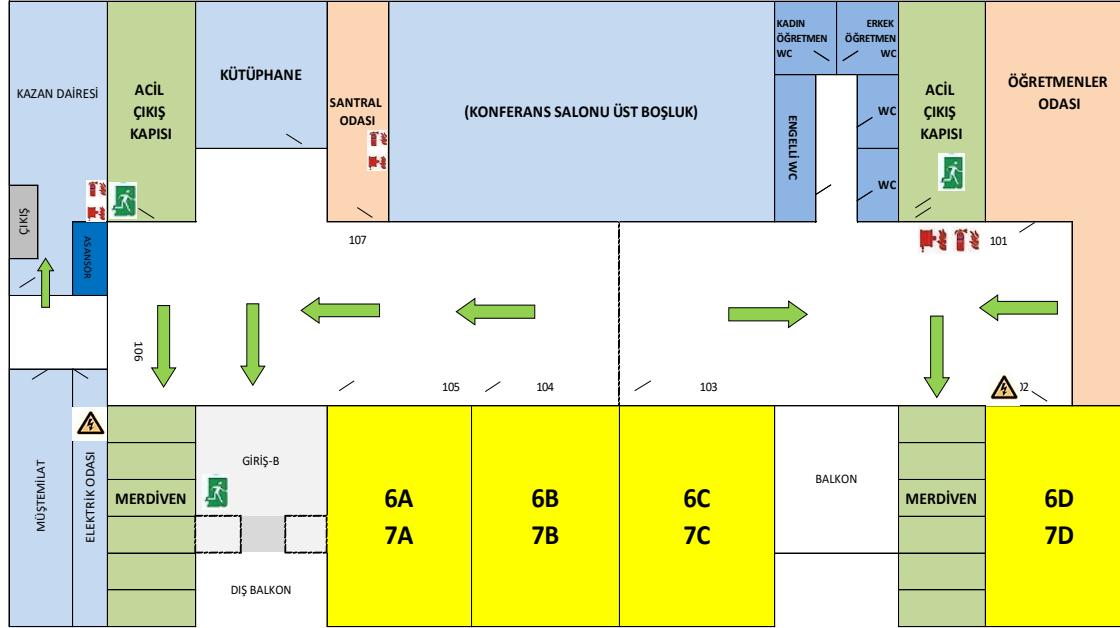 KAZAN DAİRESİ
ACİL
ÇIKIŞ
KAPISI
KÜTÜPHANE
SANTRAL
ODASI
(KONFERANS SALONU ÜST BOŞLUK)
KADIN
ÖĞRETMEN
WC
ERKEK
ÖĞRETMEN
WC
ENGELLİ WC
WC
WC
ACİL
ÇIKIŞ
KAPISI
ÖĞRETMENLER
ODASI
ÇIKIŞ
ASANSÖR
107
101
106
105
104
103
MÜŞTEMİLAT
ELEKTRİK ODASI
MERDİVEN
GİRİŞ-B
DIŞ BALKON
6A
7A
6B
7B
6C
7C
BALKON
MERDİVEN
6D
7D